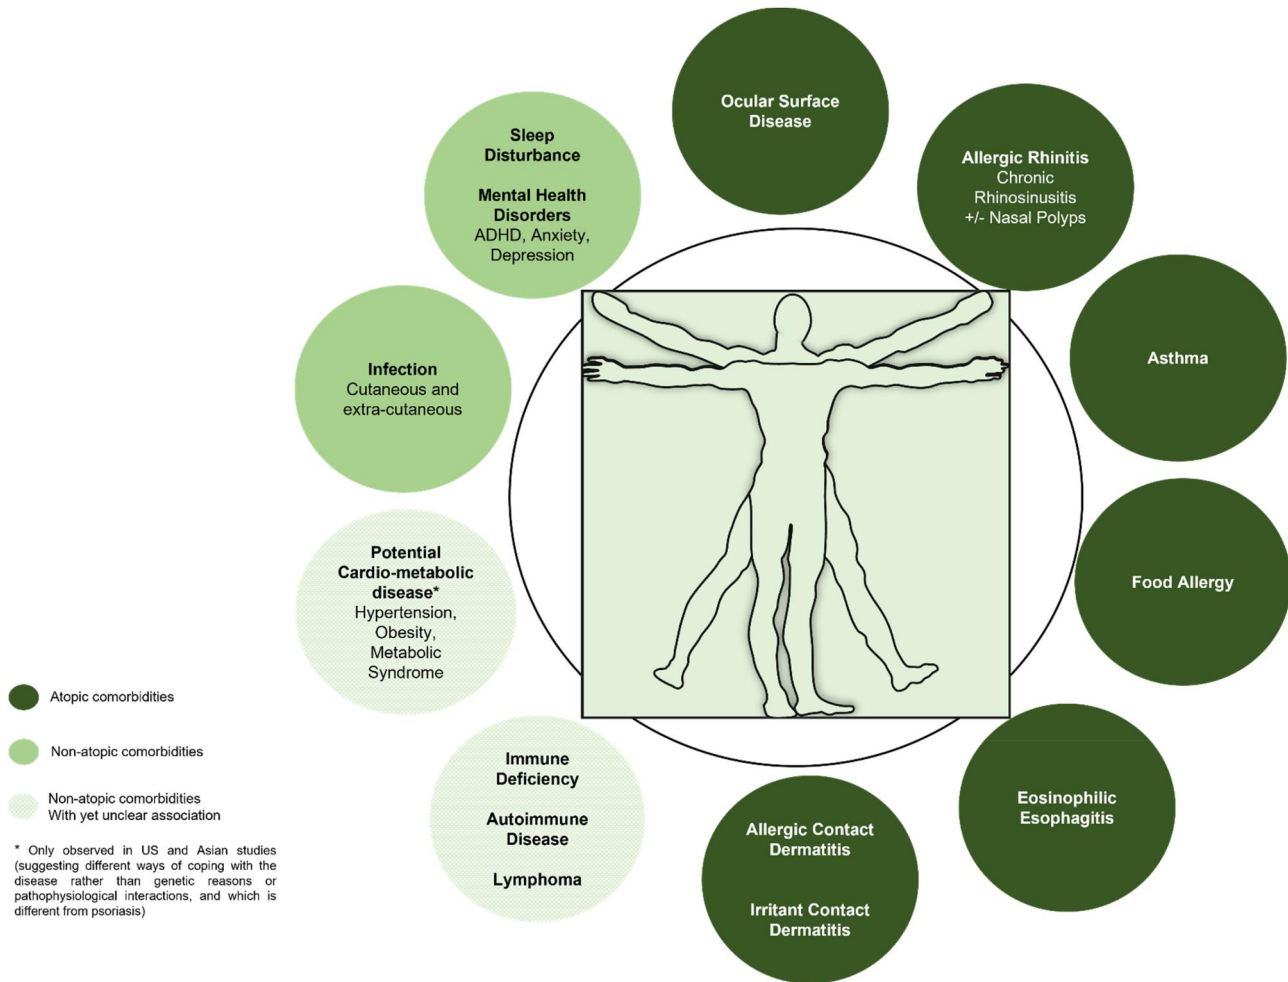 Ocular Surface
Disease
Allergic Rhinitis
Chronic
Rhinosinusitis
+/- Nasal Polyps
Asthma
Food Allergy
Eosinophilic
Esophagitis
Allergic Contact
Dermatitis
Irritant Contact
Dermatitis
Immune
Deficiency
Autoimmune
Disease
Lymphoma
Potential
Cardio-metabolic
disease*
Hypertension,
Obesity,
Metabolic
Syndrome
Infection
Cutaneous and
extra-cutaneous
Sleep
Disturbance
Mental Health
Disorders
ADHD, Anxiety,
Depression
Atopic comorbidities
Non-atopic comorbidities
Non-atopic comorbidities
With yet unclear association
* Only observed in US and Asian studies
(suggesting different ways of coping with the
disease rather than genetic reasons or
pathophysiological interactions, and which is
different from psoriasis)